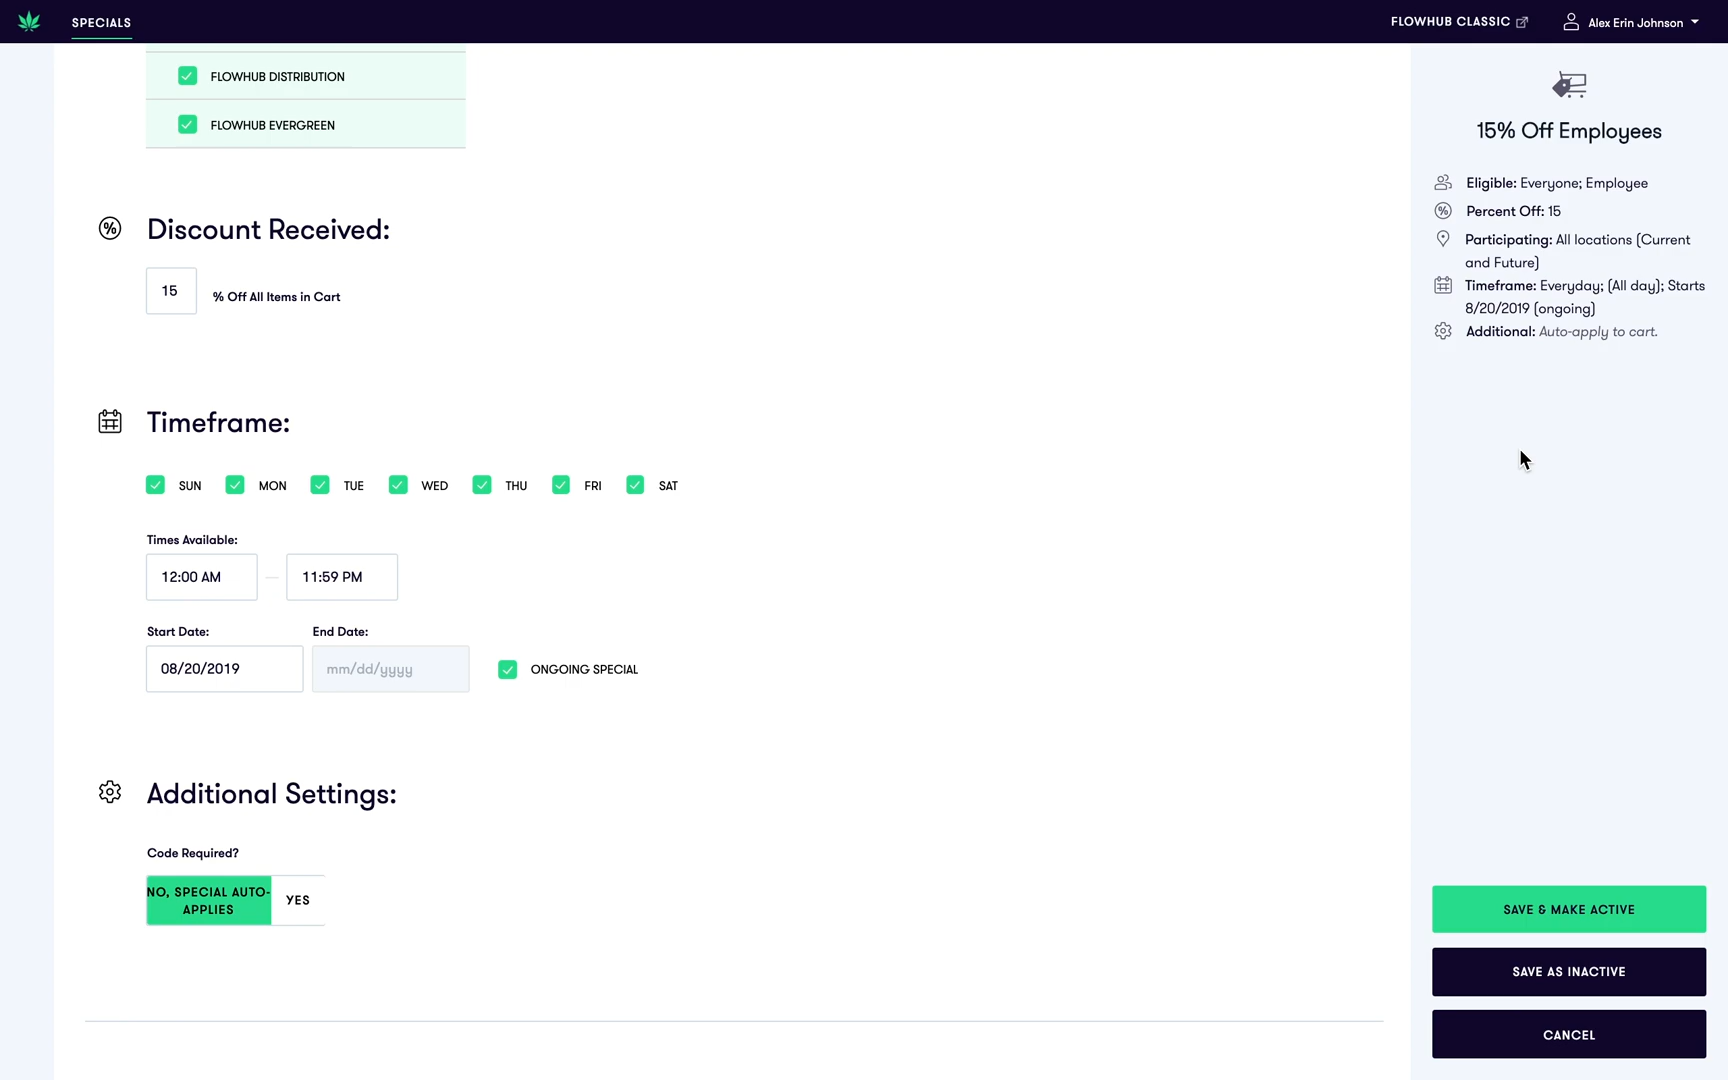 SPECIALS
FLOWHUB CLASSIC
Alex Erin Johnson
FLOWHUB DISTRIBUTION
FLOWHUB EVERGREEN
Discount Received:
15
% Off All Items in Cart
Timeframe:
SUN MON TUE WED THU FRI SAT
Times Available:
12:00 AM — 11:59 PM
Start Date: End Date:
08/20/2019 mm/dd/yyyy ONGOING SPECIAL
Additional Settings:
Code Required?
NO, SPECIAL AUTO-
APPLIES
YES
15% Off Employees
Eligible: Everyone; Employee
Percent Off: 15
Participating: All locations (Current
and Future)
Timeframe: Everyday; (All day); Starts
8/20/2019 (ongoing)
Additional: Auto-apply to cart.
SAVE & MAKE ACTIVE
SAVE AS INACTIVE
CANCEL